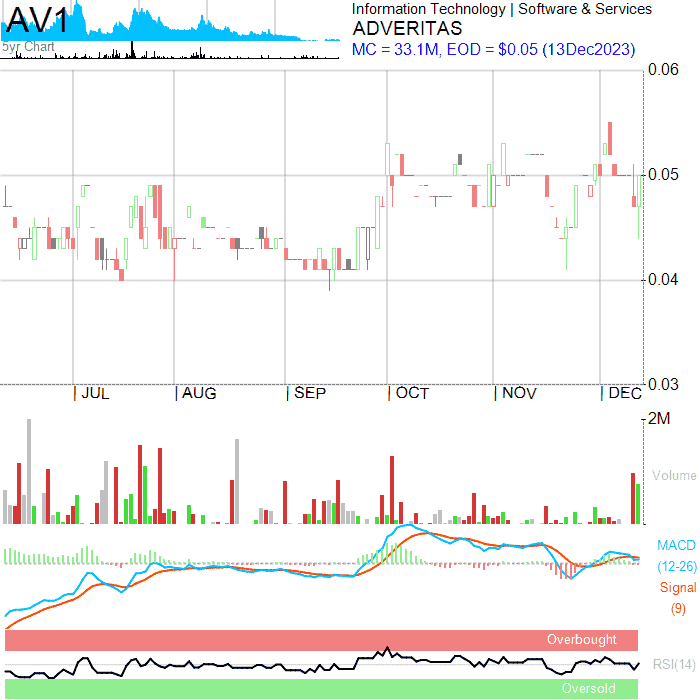 AV1
5yr Chart
Information Technology | Software & Services
ADVERITAS
MC = 33.1M, EOD = $0.05 (13Dec2023)
0.06
0.05
0.04
0.03
| JUL | AUG | SEP | OCT | NOV | DEC
2M
Volume
MACD
(12-26)
Signal
(9)
Overbought
RSI(14)
Oversold